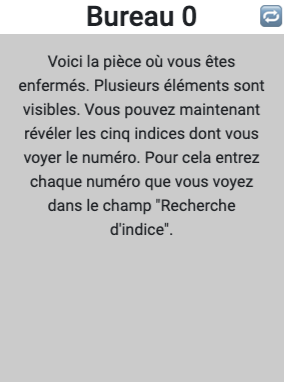 Bureau 0
Voici la pièce où vous êtes
enfermés. Plusieurs éléments sont
visibles. Vous pouvez maintenant
révéler les cinq indices dont vous
voyer le numéro. Pour cela entrez
chaque numéro que vous voyez
dans le champ "Recherche
d'indice".